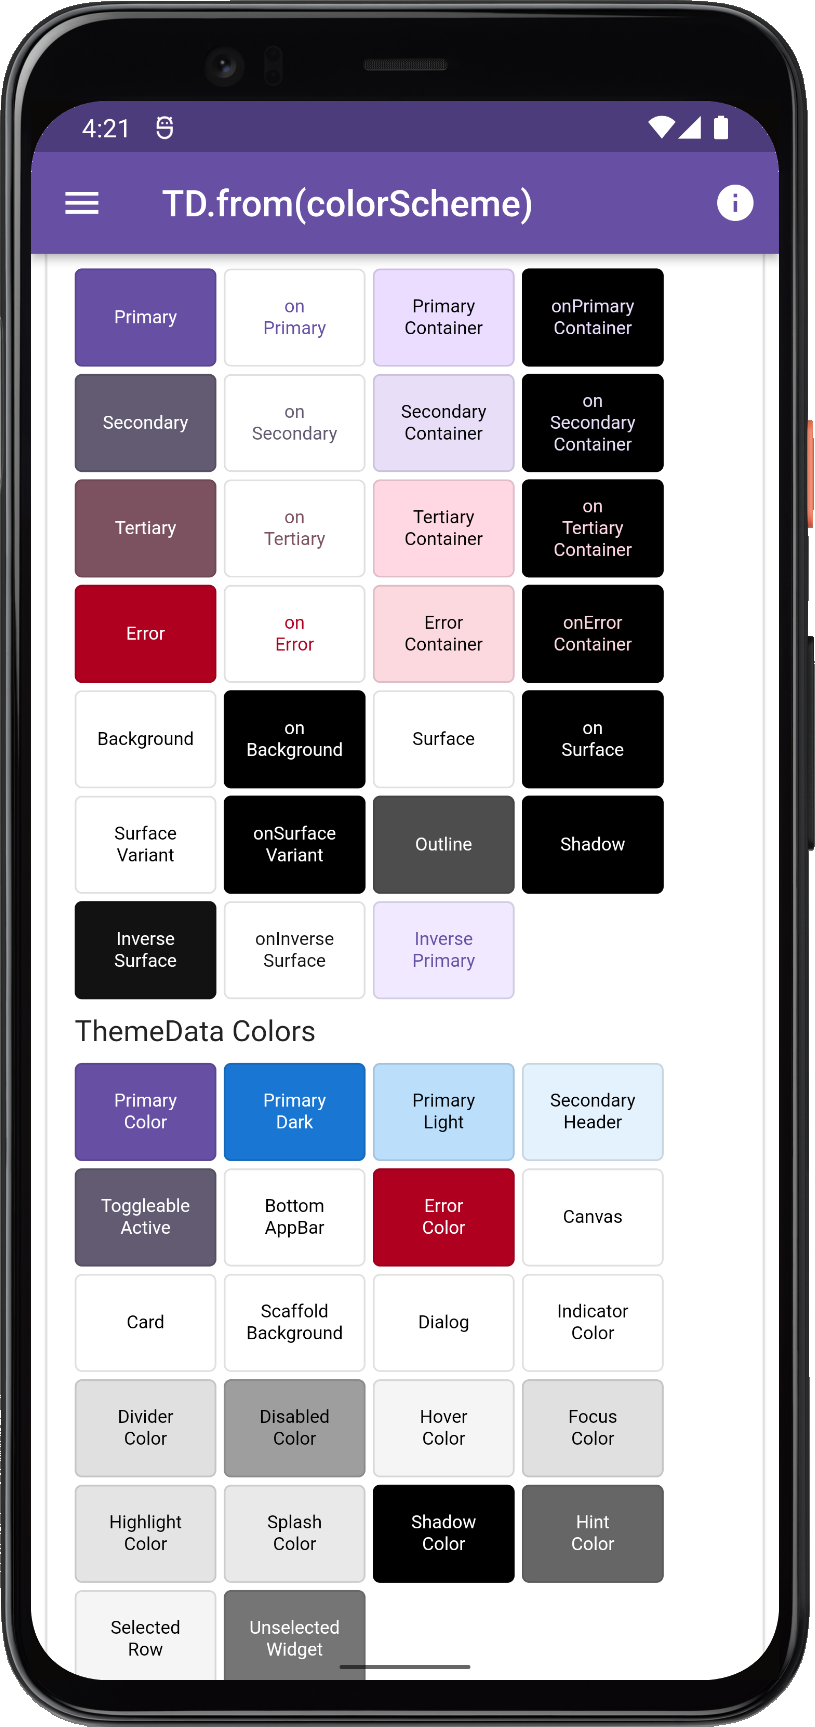 4:21
TD.from(colorScheme)
Primary
on
Primary
Primary
Container
onPrimary
Container
Secondary
on
Secondary
Secondary
Container
on
Secondary
Container
Tertiary
on
Tertiary
Tertiary
Container
on
Tertiary
Container
Error
on
Error
Error
Container
onError
Container
Background
on
Background
Surface
on
Surface
Surface
Variant
onSurface
Variant
Outline
Shadow
Inverse
Surface
onInverse
Surface
Inverse
Primary
ThemeData Colors
Primary
Color
Primary
Dark
Primary
Light
Secondary
Header
Toggleable
Active
Bottom
AppBar
Error
Color
Canvas
Card
Scaffold
Background
Dialog
Indicator
Color
Divider
Color
Disabled
Color
Hover
Color
Focus
Color
Highlight
Color
Splash
Color
Shadow
Color
Hint
Color
Selected
Row
Unselected
Widget